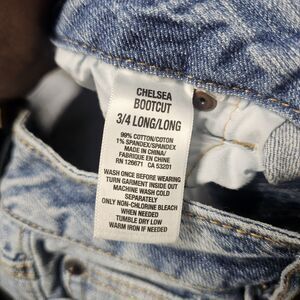 CHELSEA
BOOTCUT
3/4 LONG/LONG
99% COTTON/COTON
1% SPANDEX/SPANDEX
MADE IN CHINA/
FABRIQUE EN CHINE
RN 126671 CA 53201
WASH ONCE BEFORE WEARING
TURN GARMENT INSIDE OUT
MACHINE WASH COLD
SEPARATELY
ONLY NON-CHLORINE BLEACH
WHEN NEEDED
TUMBLE DRY LOW
WARM IRON IF NEEDED